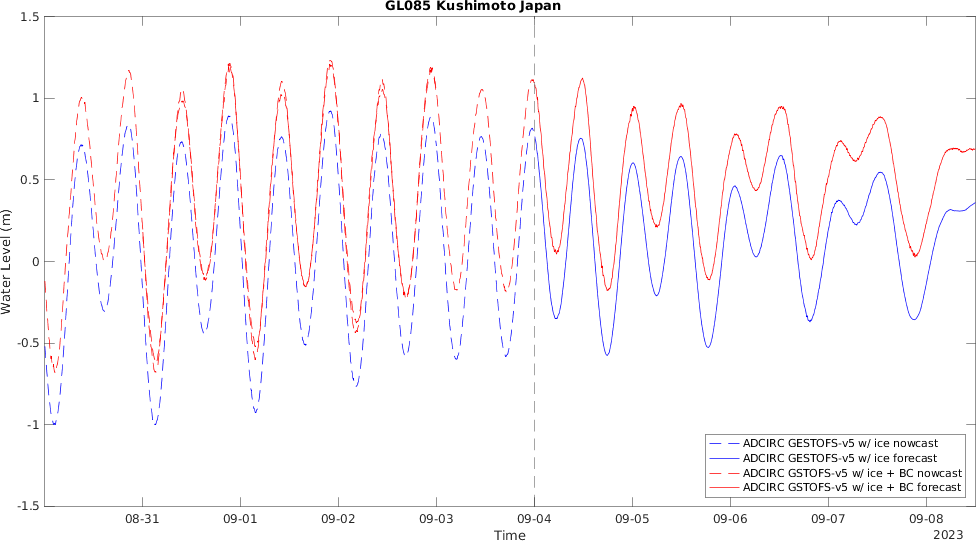 GL085 Kushimoto Japan
1.5
1
0.5
0
-0.5
-1
-1.5
Water Level (m)
08-31
09-01
09-02
09-03
09-04
09-05
09-06
09-07
09-08
Time
2023
ADCIRC GESTOFS-v5 w/ ice nowcast
ADCIRC GESTOFS-v5 w/ ice forecast
ADCIRC GSTOFS-v5 w/ ice + BC nowcast
ADCIRC GSTOFS-v5 w/ ice + BC forecast